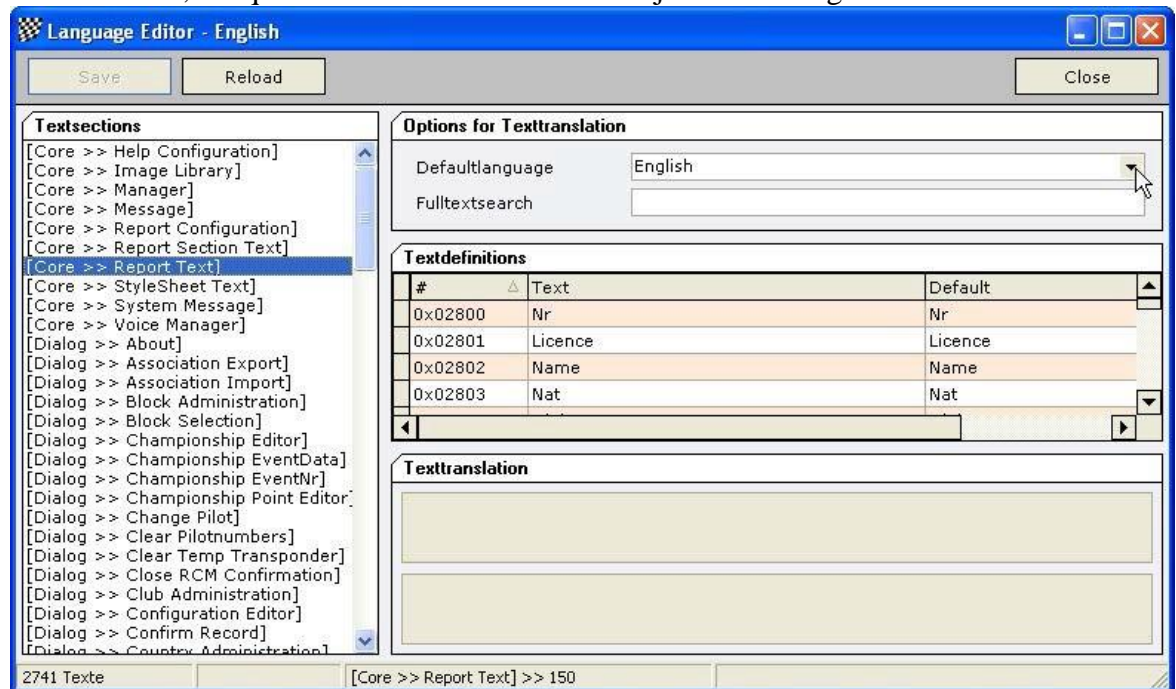 Language Editor - English
Save
Reload
Close
Textsections
[Core >> Help Configuration]
[Core >> Image Library]
[Core >> Manager]
[Core >> Message]
[Core >> Report Configuration]
[Core >> Report Section Text]
[Core >> Report Text]
[Core >> StyleSheet Text]
[Core >> System Message]
[Core >> Voice Manager]
[Dialog >> About]
[Dialog >> Association Export]
[Dialog >> Association Import]
[Dialog >> Block Administration]
[Dialog >> Block Selection]
[Dialog >> Championship Editor]
[Dialog >> Championship EventData]
[Dialog >> Championship EventNr]
[Dialog >> Championship Point Editor]
[Dialog >> Change Pilot]
[Dialog >> Clear Pilotnumbers]
[Dialog >> Clear Temp Transponder]
[Dialog >> Close RCM Confirmation]
[Dialog >> Club Administration]
[Dialog >> Configuration Editor]
[Dialog >> Confirm Record]
[Dialog >> Country Administration]
Options for Texttranslation
Defaultlanguage English
Fulltextsearch
Textdefinitions
# Text Default
0x02800 Nr Nr
0x02801 Licence Licence
0x02802 Name Name
0x02803 Nat Nat
Texttranslation
2741 Texte [Core >> Report Text] >> 150